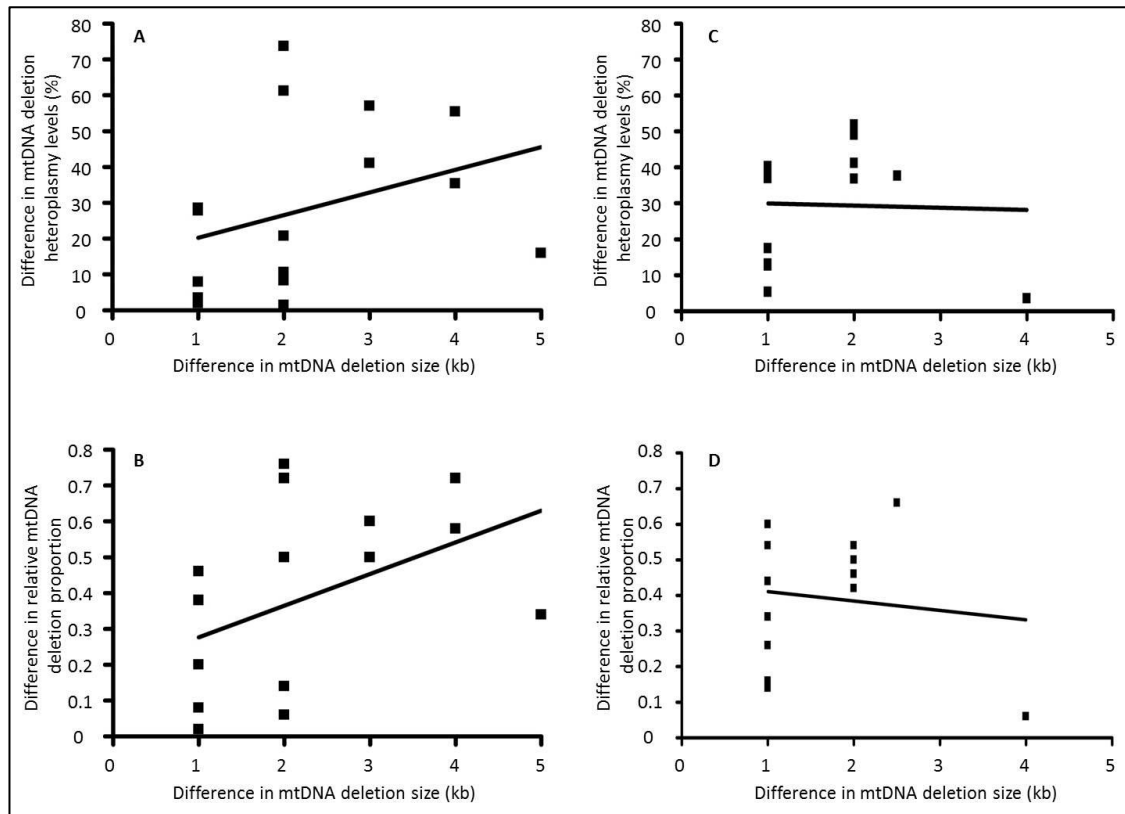 A
Difference in mtDNA deletion
heteroplasmy levels (%)
80
70
60
50
40
30
20
10
0
0 1 2 3 4 5
Difference in mtDNA deletion size (kb)
C
Difference in mtDNA deletion
heteroplasmy levels (%)
80
70
60
50
40
30
20
10
0
0 1 2 3 4 5
Difference in mtDNA deletion size (kb)
B
Difference in relative mtDNA
deletion proportion
0.8
0.7
0.6
0.5
0.4
0.3
0.2
0.1
0
0 1 2 3 4 5
Difference in mtDNA deletion size (kb)
D
Difference in relative mtDNA
deletion proportion
0.8
0.7
0.6
0.5
0.4
0.3
0.2
0.1
0
0 1 2 3 4 5
Difference in mtDNA deletion size (kb)